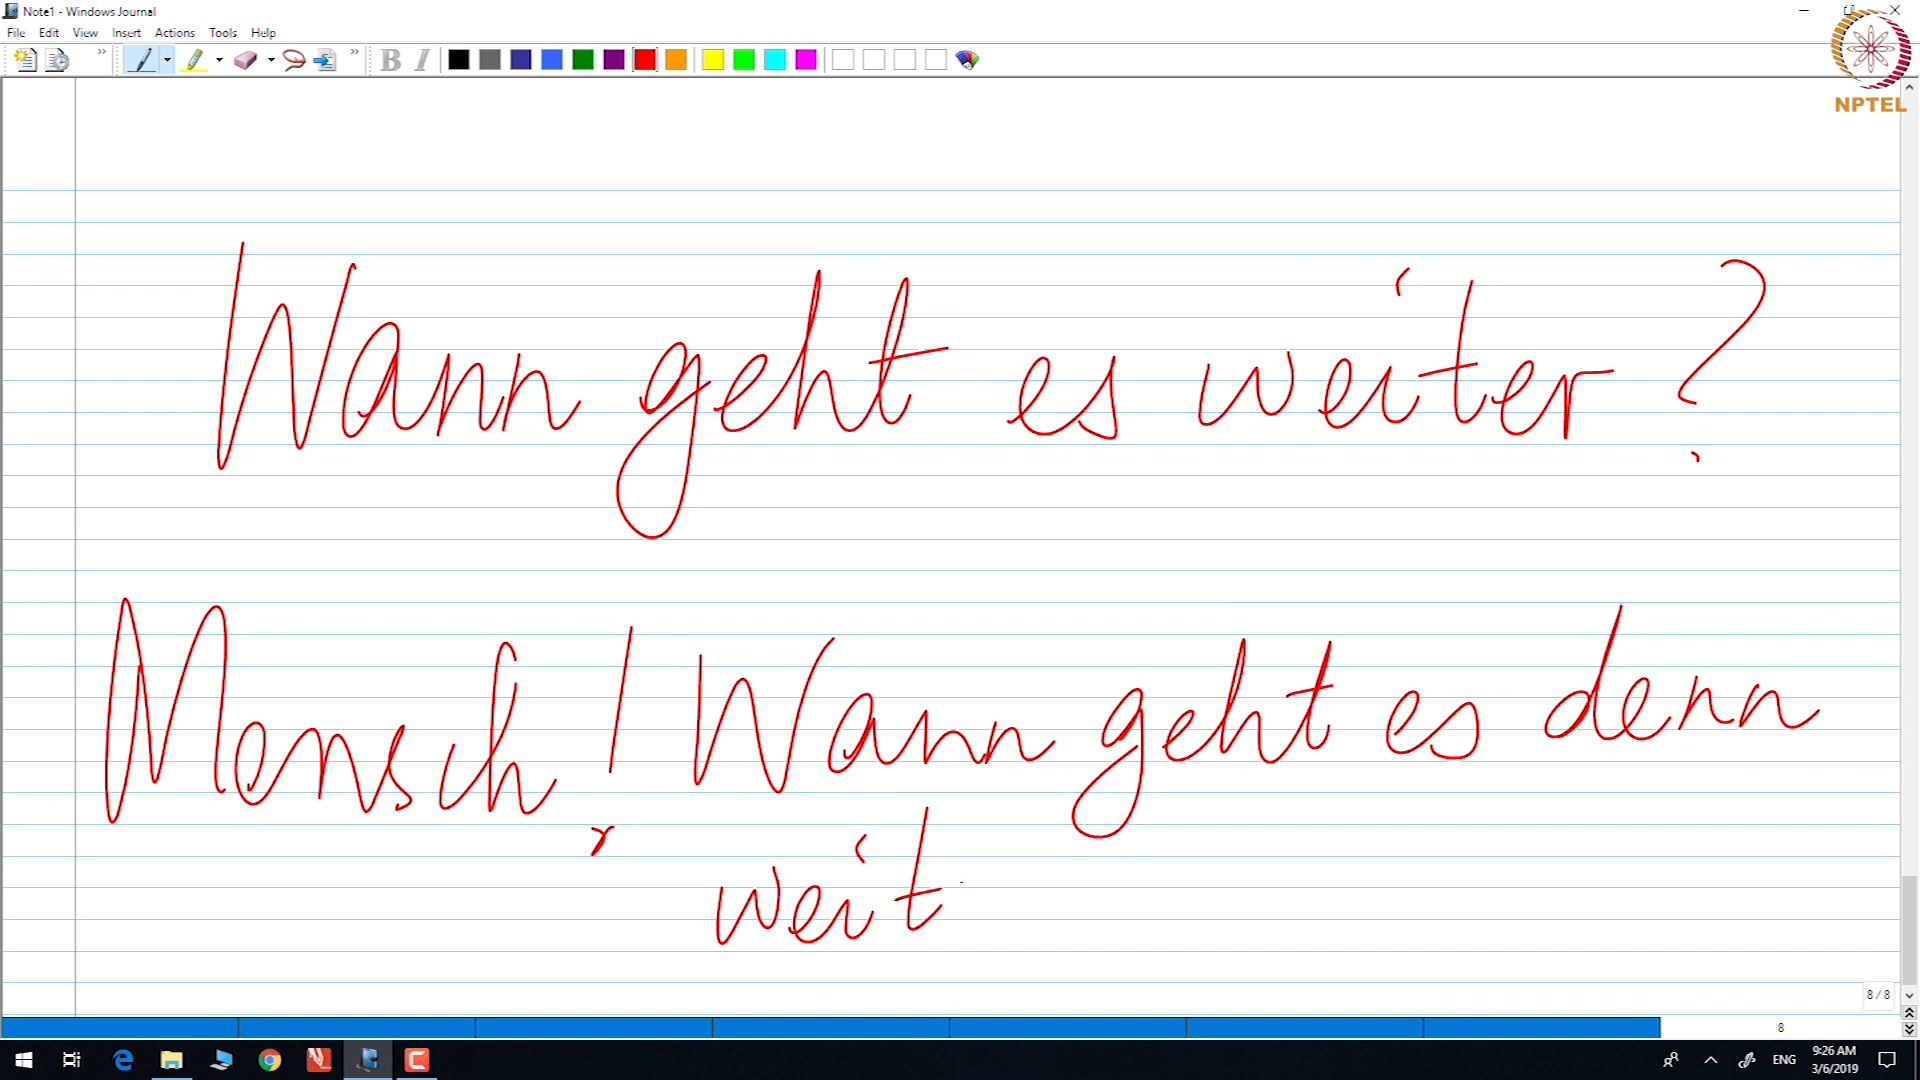 Note1 - Windows Journal
File Edit View Insert Actions Tools Help
B I
NPTEL
Wann geht es weiter?
Mensch! Wann geht es denn
weit
8 / 8
8
ENG
9:26 AM
3/6/2019